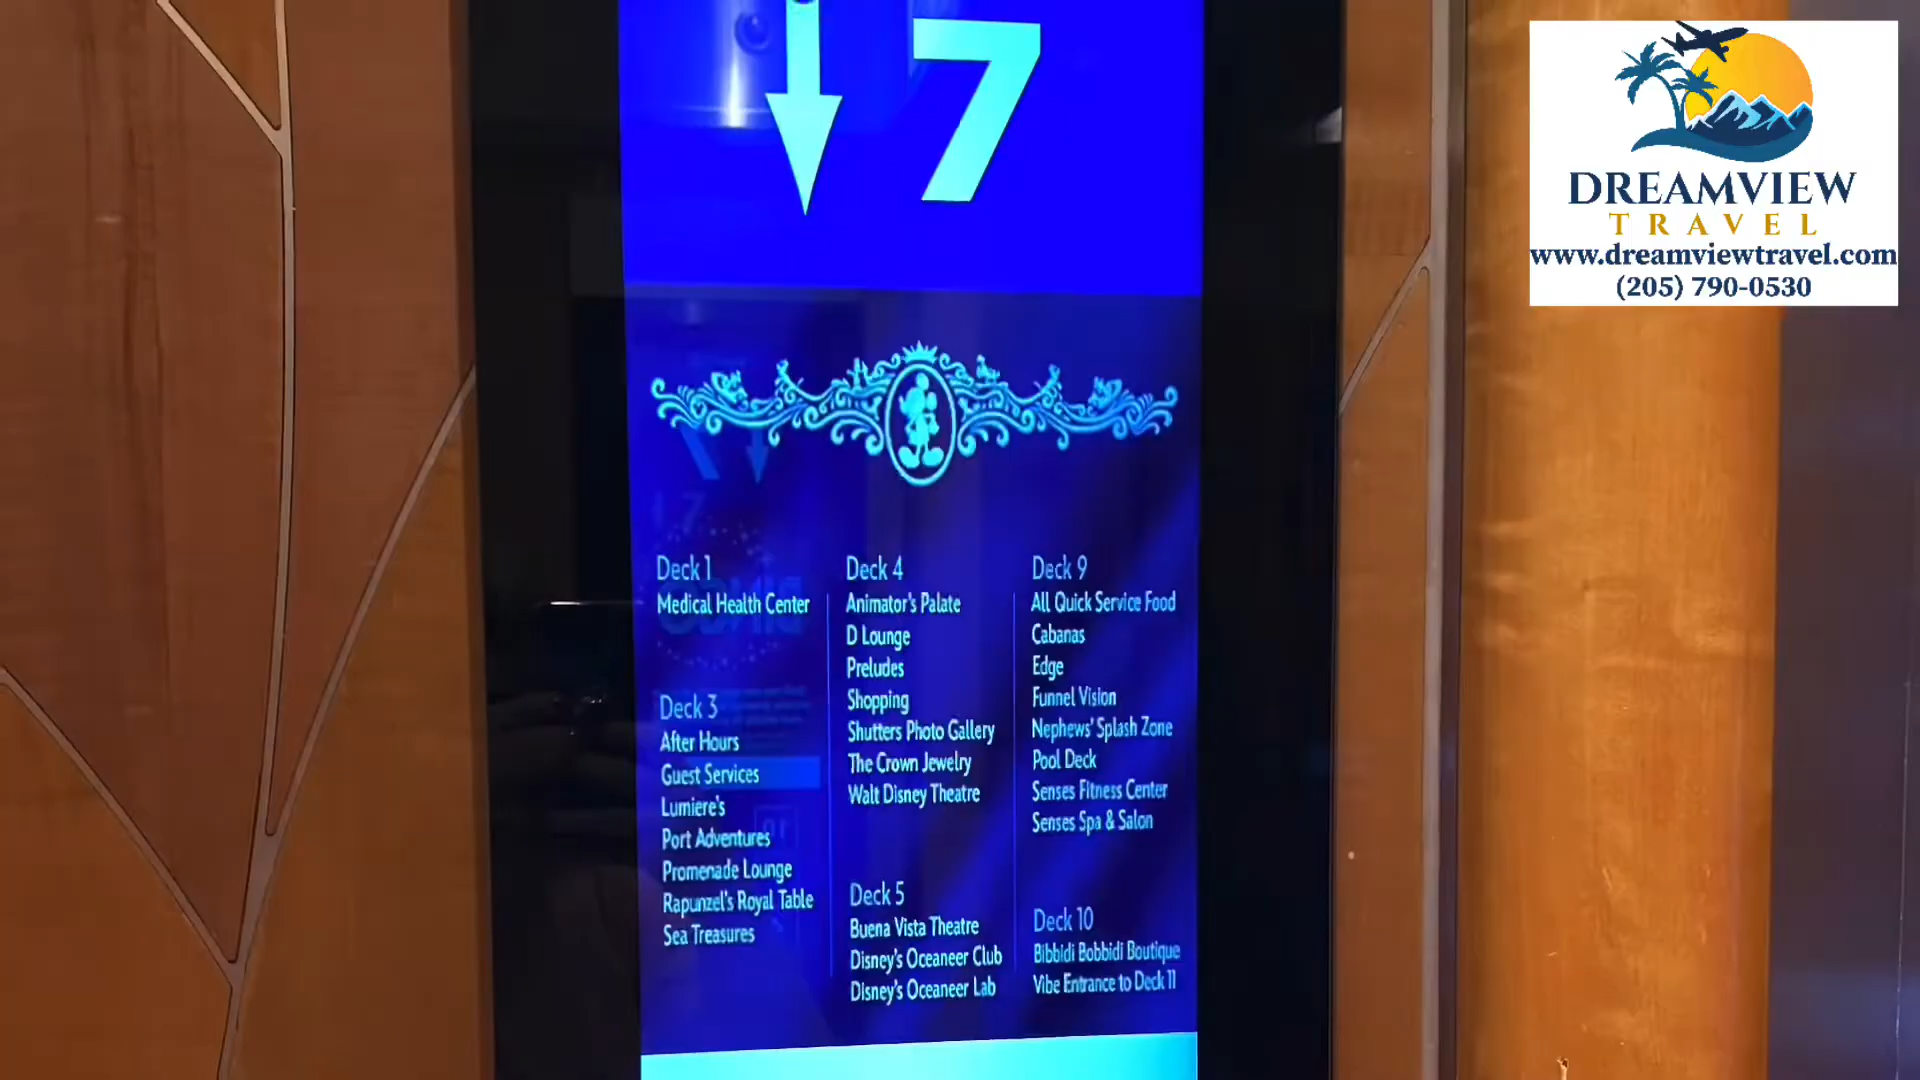 7
Deck 1
Medical Health Center
Deck 3
After Hours
Guest Services
Lumiere's
Port Adventures
Promenade Lounge
Rapunzel's Royal Table
Sea Treasures
Deck 4
Animator's Palate
D Lounge
Preludes
Shopping
Shutters Photo Gallery
The Crown Jewelry
Walt Disney Theatre
Deck 5
Buena Vista Theatre
Disney's Oceaneer Club
Disney's Oceaneer Lab
Deck 9
All Quick Service Food
Cabanas
Edge
Funnel Vision
Nephews' Splash Zone
Pool Deck
Senses Fitness Center
Senses Spa & Salon
Deck 10
Bibbidi Bobbidi Boutique
Vibe Entrance to Deck 11
DREAMVIEW
TRAVEL
www.dreamviewtravel.com
(205) 790-0530